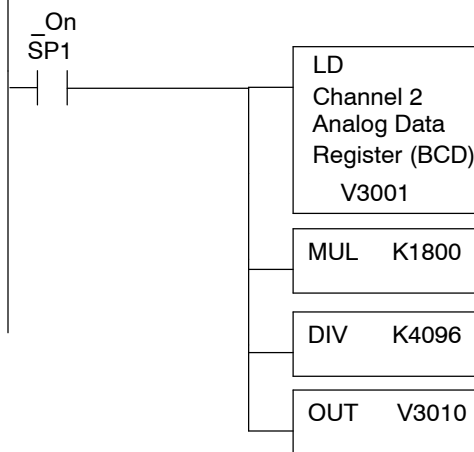 _On
SP1
LD
Channel 2
Analog Data
Register (BCD)
V3001
MUL K1800
DIV K4096
OUT V3010